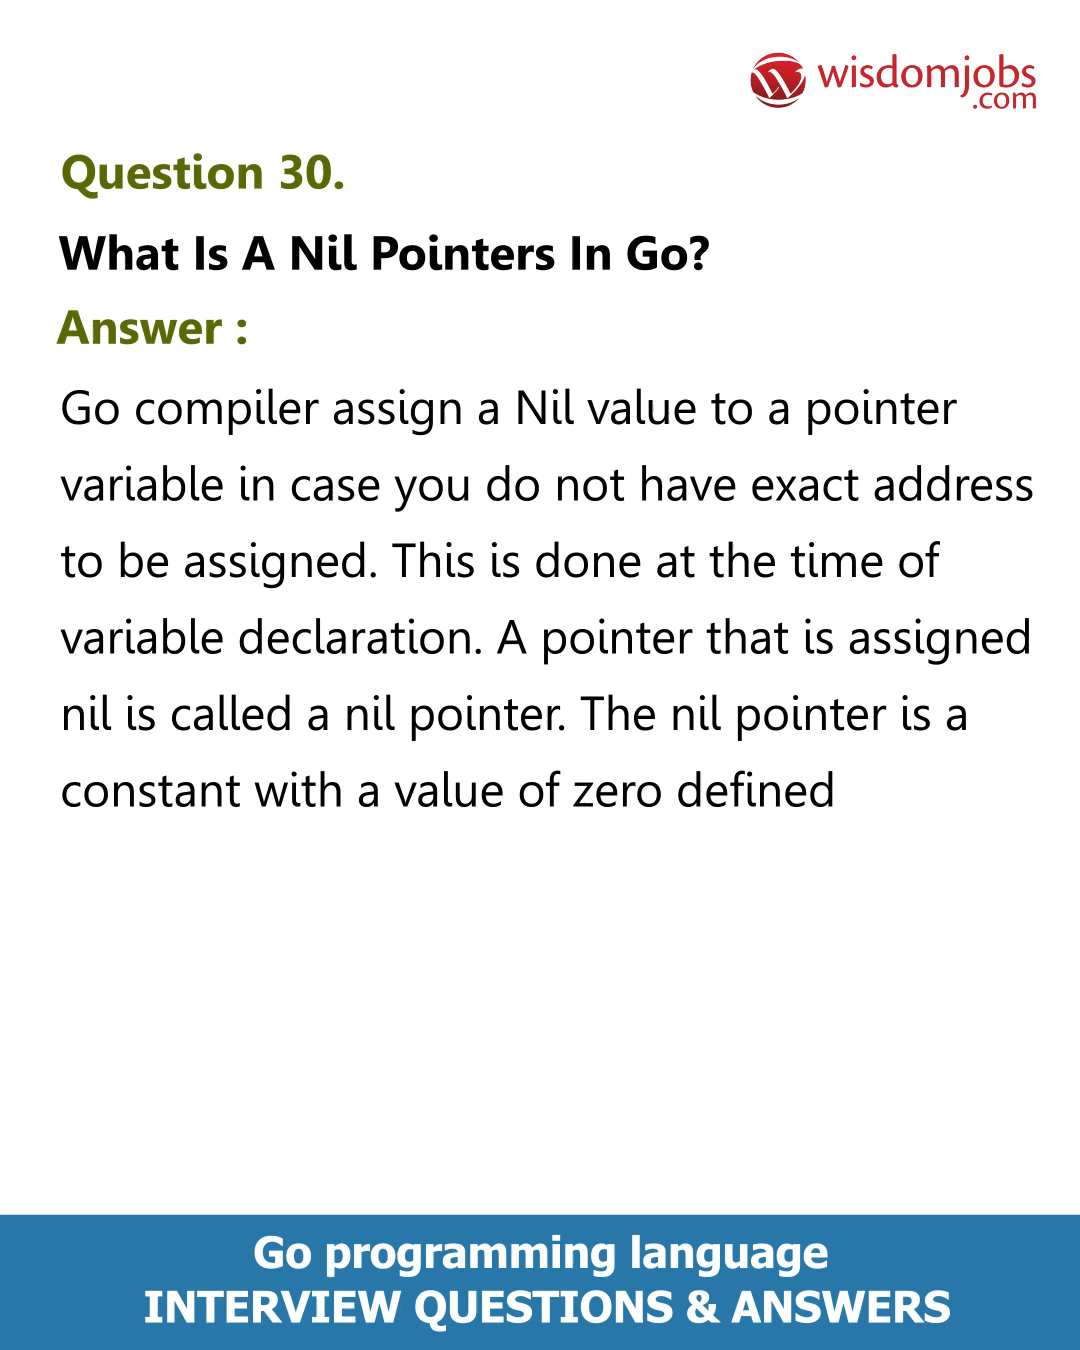 wisdomjobs
.com
Question 30.
What Is A Nil Pointers In Go?
Answer :
Go compiler assign a Nil value to a pointer
variable in case you do not have exact address
to be assigned. This is done at the time of
variable declaration. A pointer that is assigned
nil is called a nil pointer. The nil pointer is a
constant with a value of zero defined
Go programming language
INTERVIEW QUESTIONS & ANSWERS